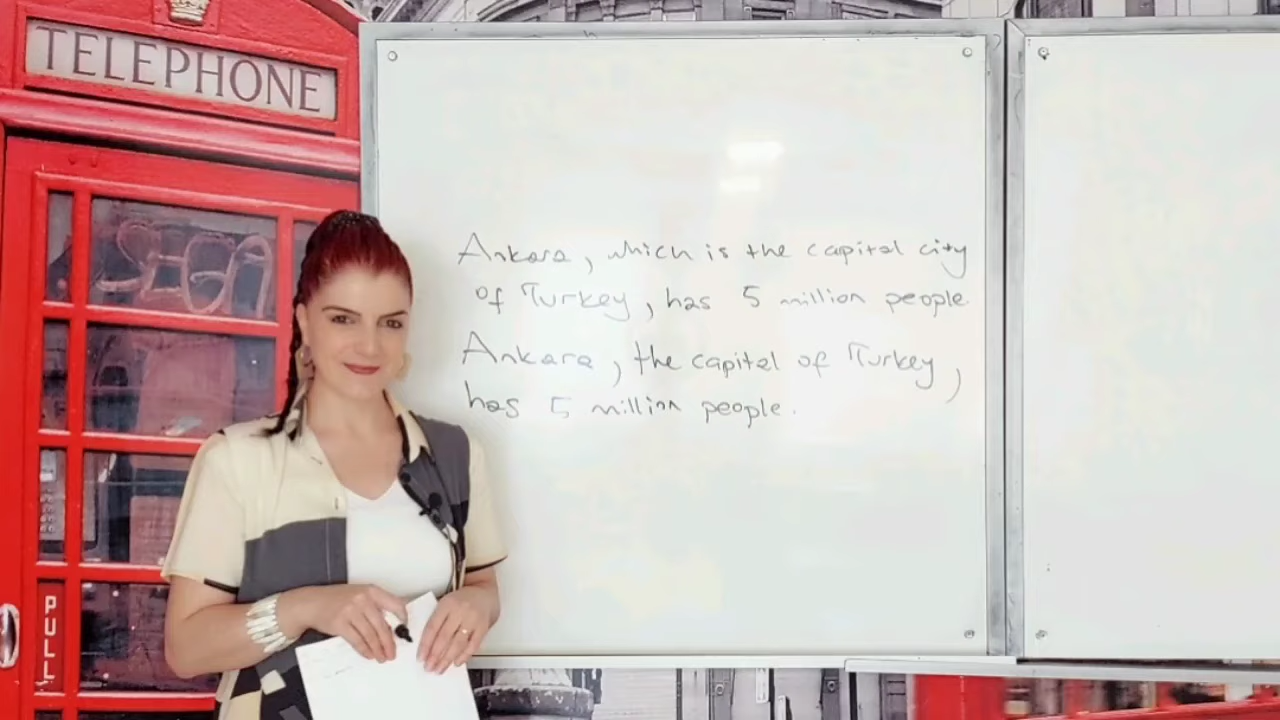 TELEPHONE
SEGA
PULL
Ankara, which is the capital city
of Turkey, has 5 million people.
Ankara, the capital of Turkey,
has 5 million people.